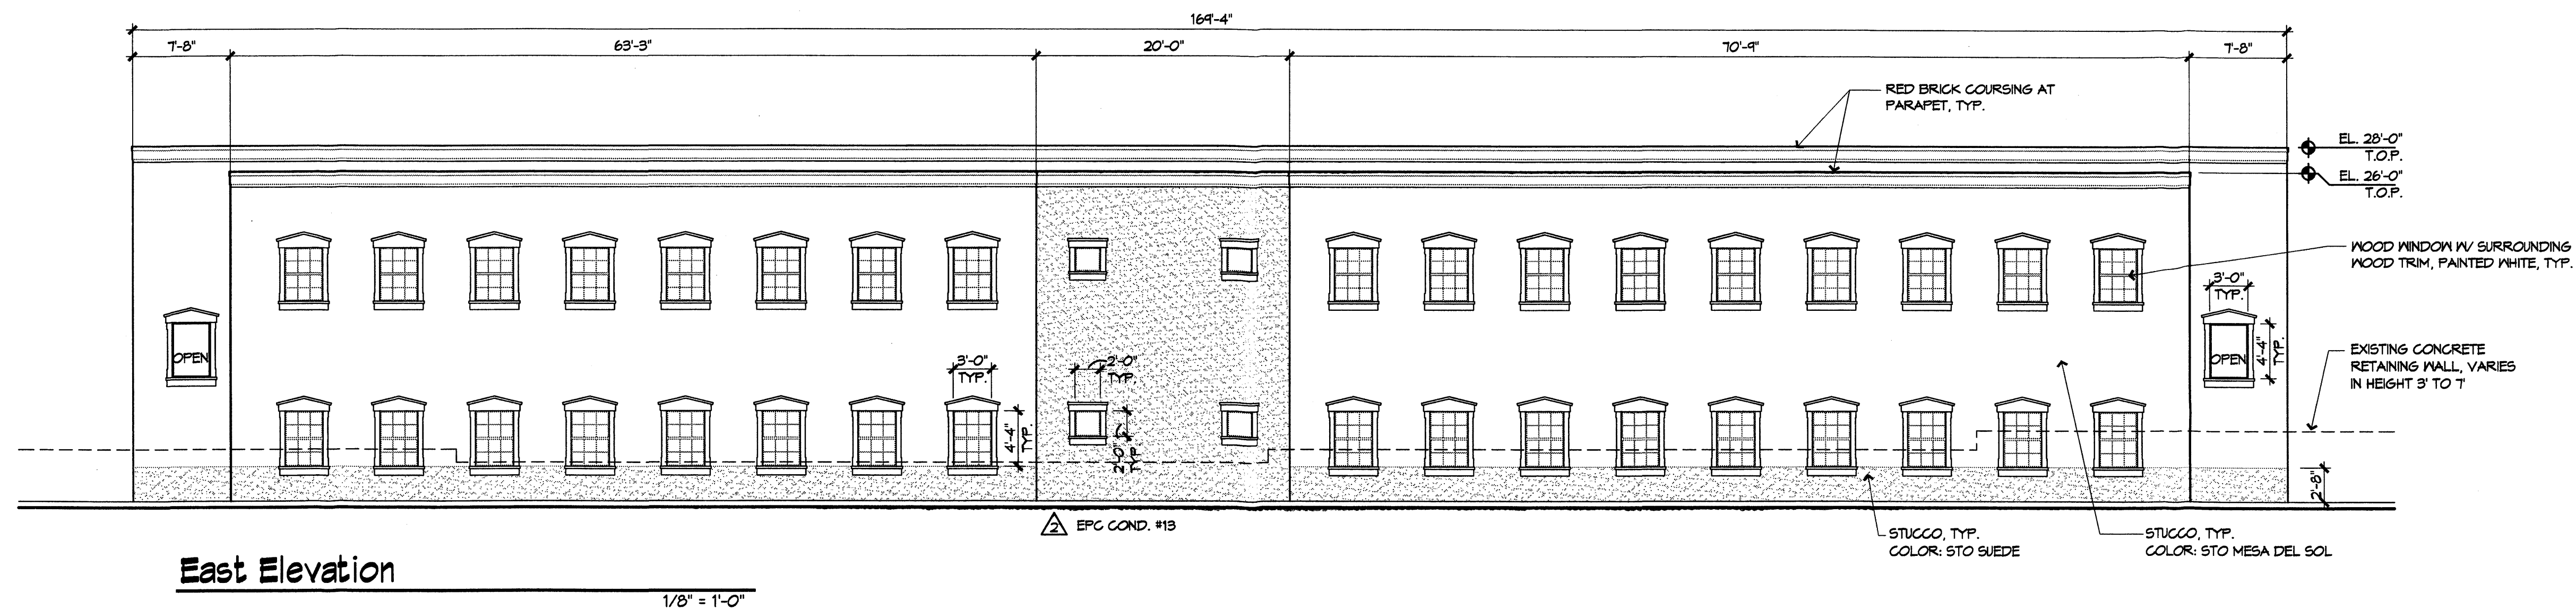 169'-4"
7'-8"
63'-3"
20'-0"
70'-9"
7'-8"
RED BRICK COURSING AT
PARAPET, TYP.
EL. 28'-0"
T.O.P.
EL. 26'-0"
T.O.P.
WOOD WINDOW W/ SURROUNDING
WOOD TRIM, PAINTED WHITE, TYP.
3'-0"
TYP.
OPEN
OPEN
4'-4"
TYP.
EXISTING CONCRETE
RETAINING WALL, VARIES
IN HEIGHT 3' TO 7'
3'-0"
TYP.
2'-0"
TYP.
4'-4"
TYP.
2'-0"
TYP.
2'-8"
2 EPC COND. #13
STUCCO, TYP.
COLOR: STO SUEDE
STUCCO, TYP.
COLOR: STO MESA DEL SOL
East Elevation
1/8" = 1'-0"